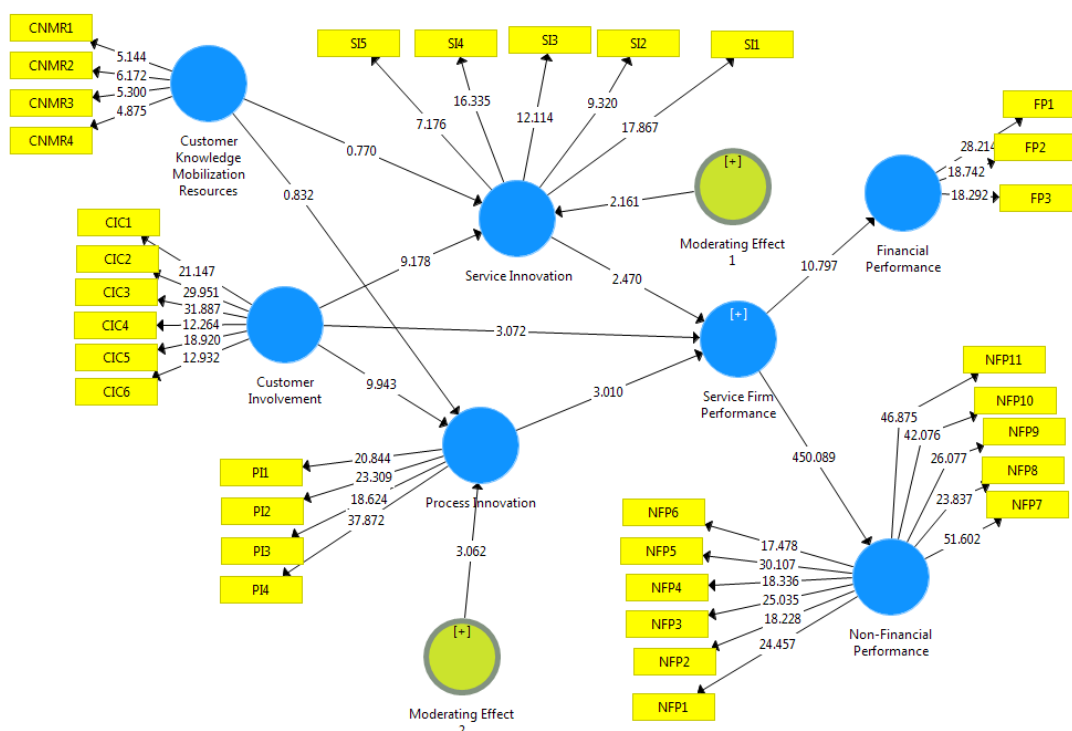 CNMR1
CNMR2
CNMR3
CNMR4
5.144
6.172
5.300
4.875
Customer
Knowledge
Mobilization
Resources
SI5
SI4
SI3
SI2
SI1
7.176
16.335
12.114
9.320
17.867
0.770
0.832
[+]
2.161
Moderating Effect
1
Service Innovation
FP1
FP2
FP3
28.214
18.742
18.292
Financial
Performance
10.797
CIC1
CIC2
CIC3
CIC4
CIC5
CIC6
21.147
29.951
31.887
12.264
18.920
12.932
Customer
Involvement
9.178
3.072
9.943
2.470
3.010
[+]
Service Firm
Performance
450.089
PI1
PI2
PI3
PI4
20.844
23.309
18.624
37.872
Process Innovation
3.062
[+]
Moderating Effect
2
NFP11
NFP10
NFP9
NFP8
NFP7
46.875
42.076
26.077
23.837
51.602
NFP6
NFP5
NFP4
NFP3
NFP2
NFP1
17.478
30.107
18.336
25.035
18.228
24.457
Non-Financial
Performance